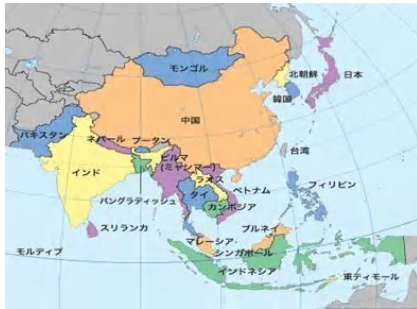 モンゴル
北朝鮮
日本
韓国
中国
パキスタン
ネパール
ブータン
台湾
ビルマ
(ミャンマー)
インド
ラオス
ベトナム
フィリピン
タイ
カンボジア
バングラディッシュ
スリランカ
ブルネイ
マレーシア
モルディブ
シンガポール
インドネシア
東ティモール